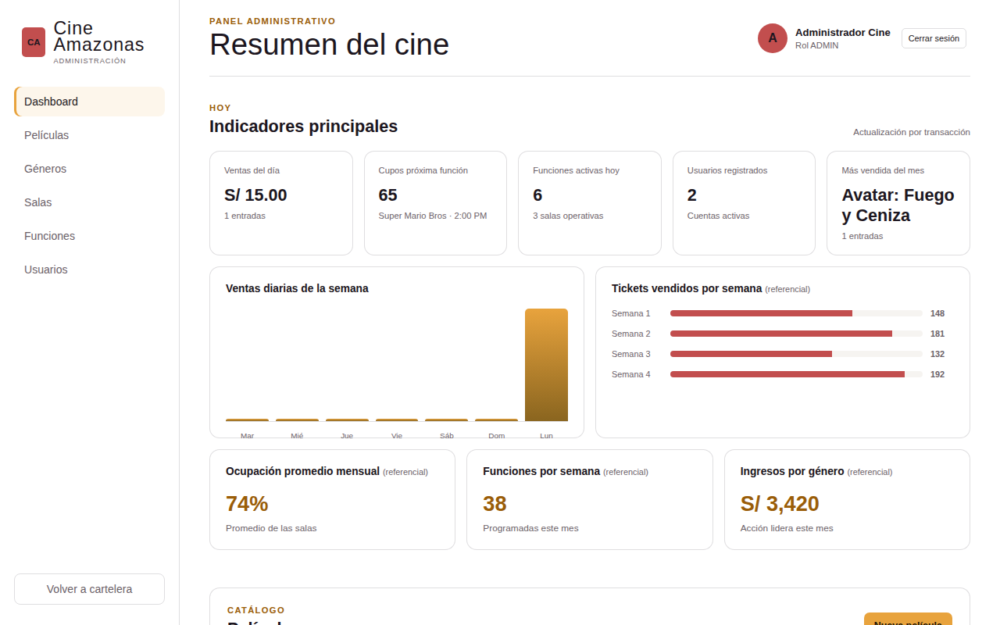 CA
Cine
Amazonas
ADMINISTRACIÓN
Dashboard
Películas
Géneros
Salas
Funciones
Usuarios
Volver a cartelera
PANEL ADMINISTRATIVO
Resumen del cine
A
Administrador Cine
Rol ADMIN
Cerrar sesión
HOY
Indicadores principales
Actualización por transacción
Ventas del día
S/ 15.00
1 entradas
Cupos próxima función
65
Super Mario Bros · 2:00 PM
Funciones activas hoy
6
3 salas operativas
Usuarios registrados
2
Cuentas activas
Más vendida del mes
Avatar: Fuego
y Ceniza
1 entradas
Ventas diarias de la semana
Mar Mié Jue Vie Sáb Dom Lun
Tickets vendidos por semana (referencial)
Semana 1 148
Semana 2 181
Semana 3 132
Semana 4 192
Ocupación promedio mensual (referencial)
74%
Promedio de las salas
Funciones por semana (referencial)
38
Programadas este mes
Ingresos por género (referencial)
S/ 3,420
Acción lidera este mes
CATÁLOGO
Nueva película